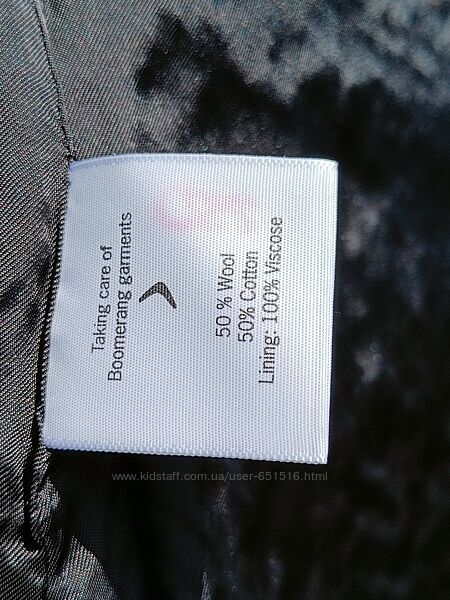 Taking care of
Boomerang garments
50 % Wool
50% Cotton
Lining: 100% Viscose
www.kidstaff.com.ua/user-651516.html